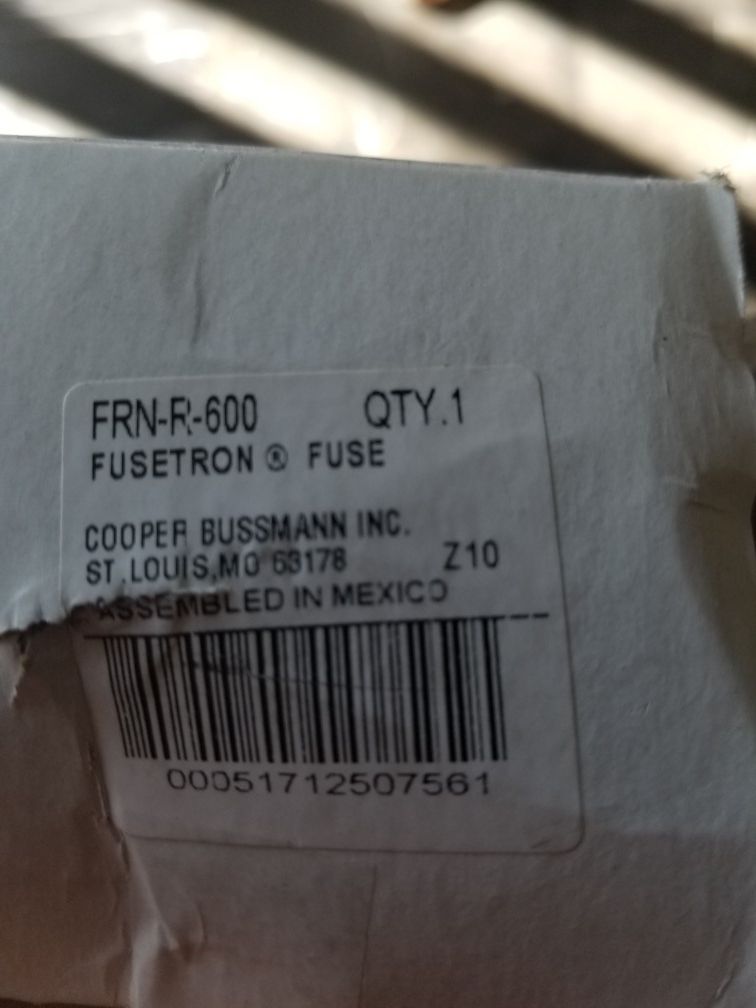 FRN-R-600 QTY.1
FUSETRON ® FUSE
COOPER BUSSMANN INC.
ST.LOUIS,MO 63178 Z10
ASSEMBLED IN MEXICO
00051712507561